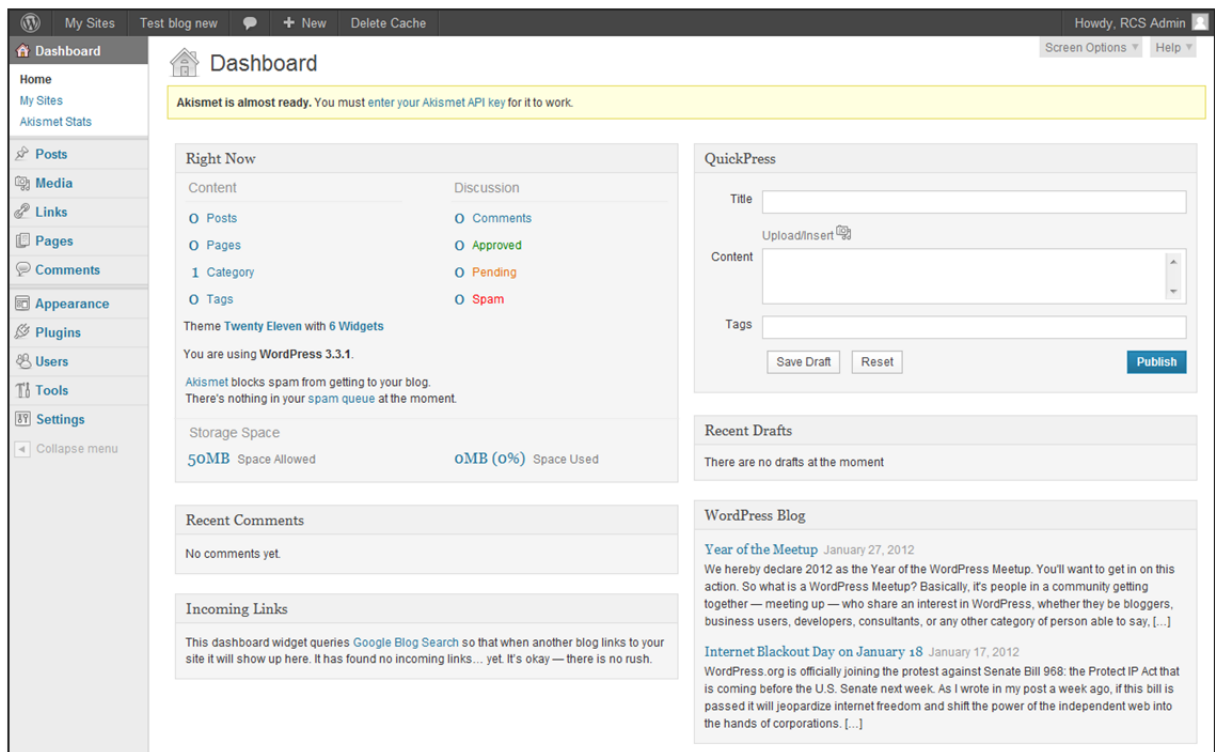 My Sites Test blog new + New Delete Cache Howdy, RCS Admin
Dashboard
Home
My Sites
Akismet Stats
Posts
Media
Links
Pages
Comments
Appearance
Plugins
Users
Tools
Settings
Collapse menu
Screen Options Help
Dashboard
Akismet is almost ready. You must enter your Akismet API key for it to work.
Right Now
Content
0 Posts
0 Pages
1 Category
0 Tags
Discussion
0 Comments
0 Approved
0 Pending
0 Spam
Theme Twenty Eleven with 6 Widgets
You are using WordPress 3.3.1.
Akismet blocks spam from getting to your blog.
There's nothing in your spam queue at the moment.
Storage Space
50MB Space Allowed
0MB (0%) Space Used
Recent Comments
No comments yet.
Incoming Links
This dashboard widget queries Google Blog Search so that when another blog links to your
site it will show up here. It has found no incoming links… yet. It's okay — there is no rush.
QuickPress
Title
Upload/Insert
Content
Tags
Save Draft Reset Publish
Recent Drafts
There are no drafts at the moment
WordPress Blog
Year of the Meetup January 27, 2012
We hereby declare 2012 as the Year of the WordPress Meetup. You'll want to get in on this
action. So what is a WordPress Meetup? Basically, it's people in a community getting
together — meeting up — who share an interest in WordPress, whether they be bloggers,
business users, developers, consultants, or any other category of person able to say, […]
Internet Blackout Day on January 18 January 17, 2012
WordPress.org is officially joining the protest against Senate Bill 968: the Protect IP Act that
is coming before the U.S. Senate next week. As I wrote in my post a week ago, if this bill is
passed it will jeopardize internet freedom and shift the power of the independent web into
the hands of corporations. […]